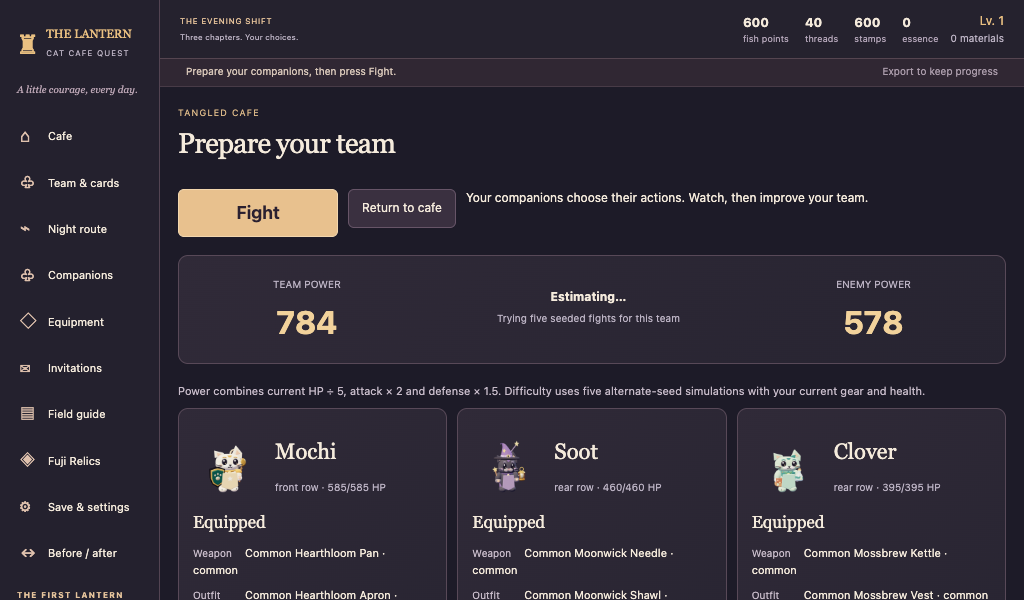 THE LANTERN
CAT CAFE QUEST
A little courage, every day.
Cafe
Team & cards
Night route
Companions
Equipment
Invitations
Field guide
Fuji Relics
Save & settings
Before / after
THE FIRST LANTERN
THE EVENING SHIFT
Three chapters. Your choices.
600 fish points
40 threads
600 stamps
0 essence
Lv. 1
0 materials
Prepare your companions, then press Fight.
Export to keep progress
TANGLED CAFE
Prepare your team
Fight
Return to cafe
Your companions choose their actions. Watch, then improve your team.
TEAM POWER
784
Estimating...
Trying five seeded fights for this team
ENEMY POWER
578
Power combines current HP ÷ 5, attack × 2 and defense × 1.5. Difficulty uses five alternate-seed simulations with your current gear and health.
Mochi
front row · 585/585 HP
Equipped
Weapon Common Hearthloom Pan ·
common
Outfit Common Hearthloom Apron ·
Soot
rear row · 460/460 HP
Equipped
Weapon Common Moonwick Needle ·
common
Outfit Common Moonwick Shawl ·
Clover
rear row · 395/395 HP
Equipped
Weapon Common Mossbrew Kettle ·
common
Outfit Common Mossbrew Vest · common